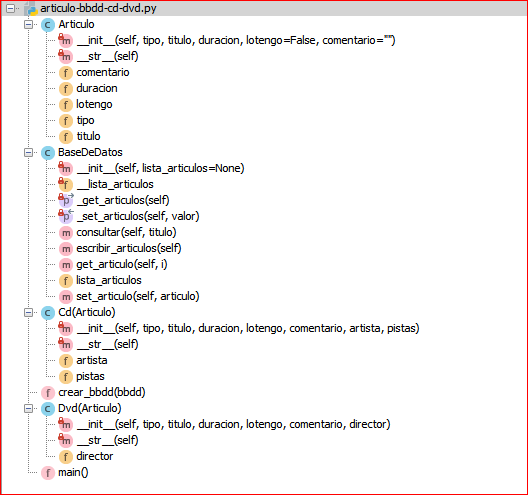 articulo-bbdd-cd-dvd.py
C Articulo
m __init__(self, tipo, titulo, duracion, lotengo=False, comentario="")
m __str__(self)
f comentario
f duracion
f lotengo
f tipo
f titulo
C BaseDeDatos
m __init__(self, lista_articulos=None)
f __lista_articulos
p _get_articulos(self)
p _set_articulos(self, valor)
m consultar(self, titulo)
m escribir_articulos(self)
m get_articulo(self, i)
f lista_articulos
m set_articulo(self, articulo)
C Cd(Articulo)
m __init__(self, tipo, titulo, duracion, lotengo, comentario, artista, pistas)
m __str__(self)
f artista
f pistas
f crear_bbdd(bbdd)
C Dvd(Articulo)
m __init__(self, tipo, titulo, duracion, lotengo, comentario, director)
m __str__(self)
f director
f main()